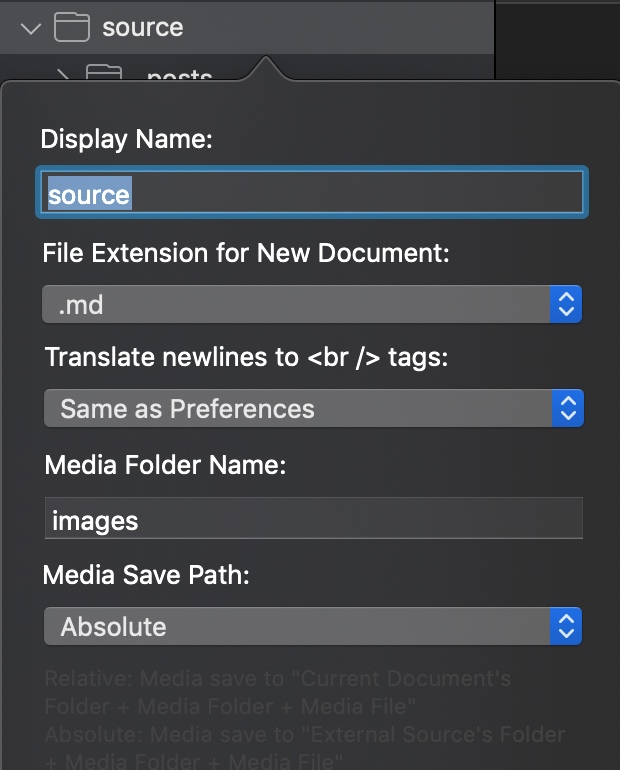 source
_posts
Display Name:
source
File Extension for New Document:
.md
Translate newlines to <br /> tags:
Same as Preferences
Media Folder Name:
images
Media Save Path:
Absolute
Relative: Media save to "Current Document's
Folder + Media Folder + Media File"
Absolute: Media save to "External Source's Folder
+ Media Folder + Media File"